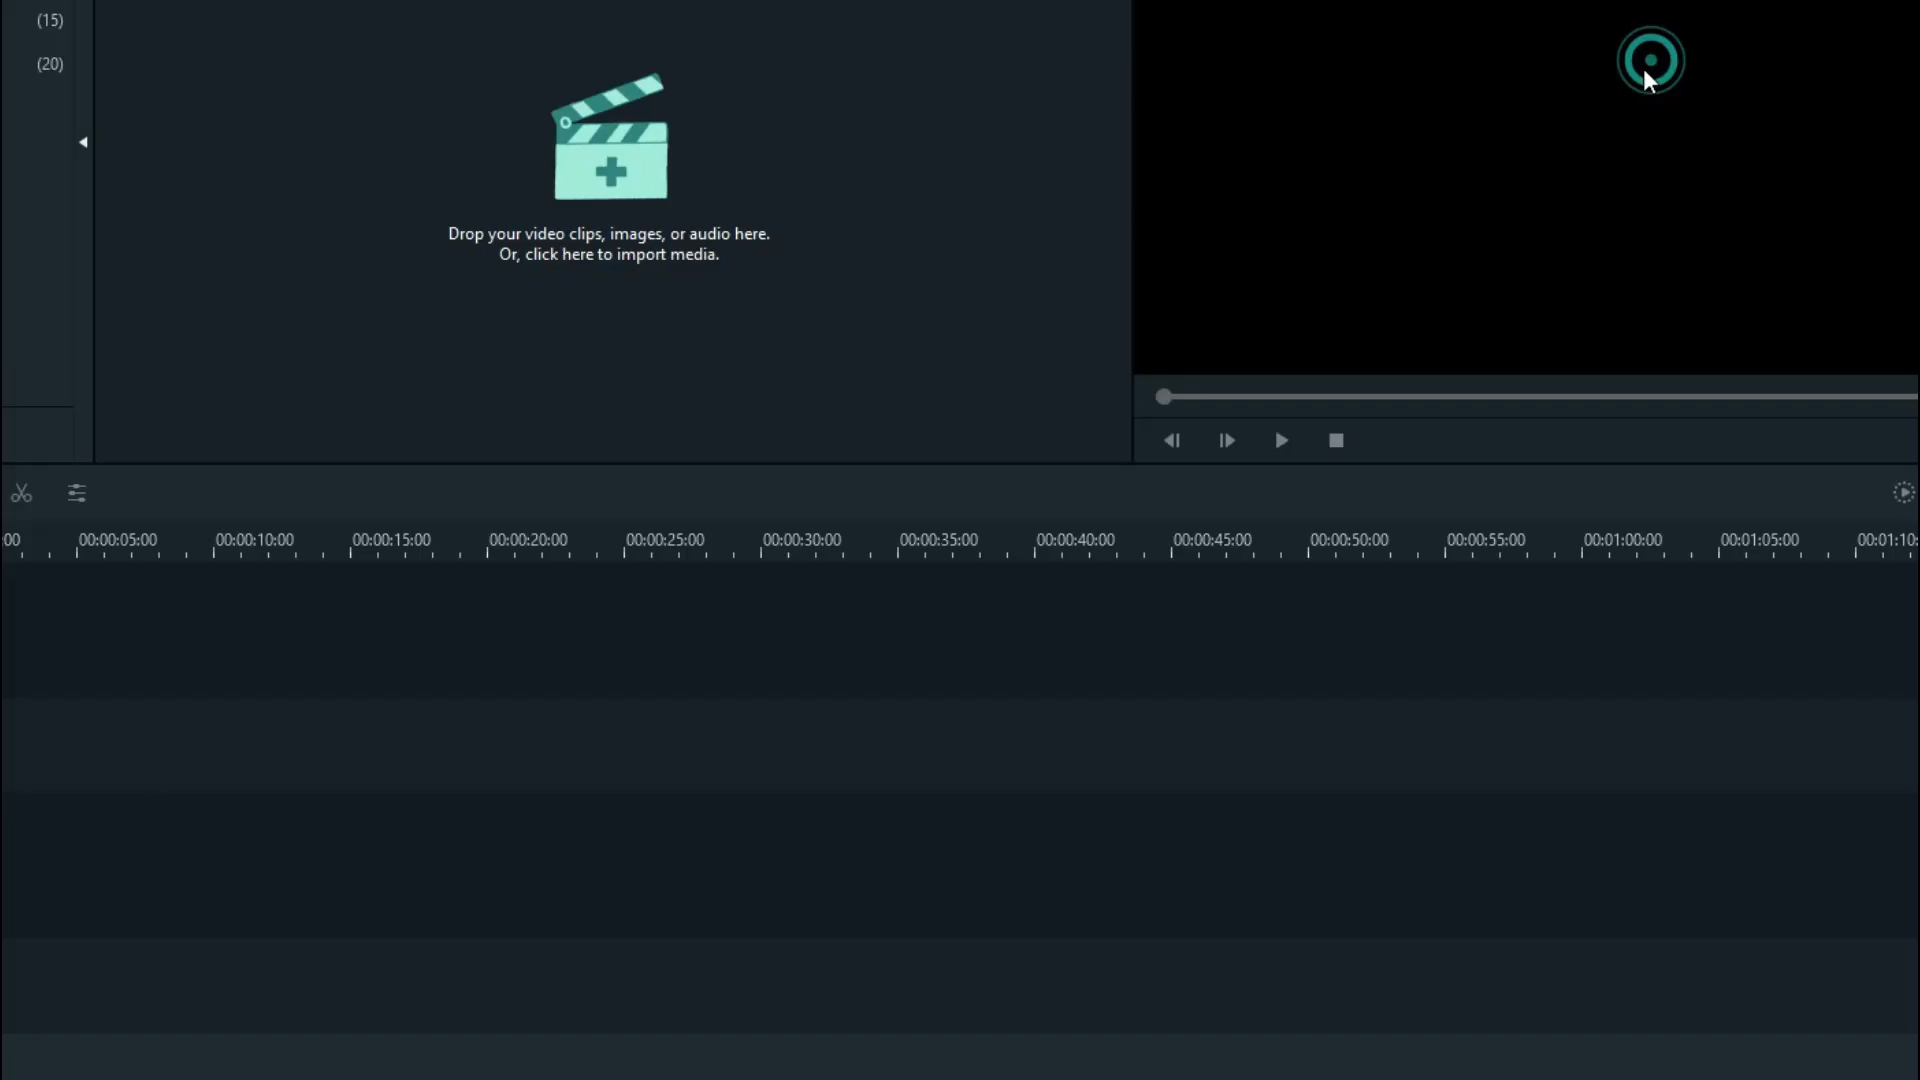 (15)
(20)
Drop your video clips, images, or audio here.
Or, click here to import media.
:00 00:00:05:00 00:00:10:00 00:00:15:00 00:00:20:00 00:00:25:00 00:00:30:00 00:00:35:00 00:00:40:00 00:00:45:00 00:00:50:00 00:00:55:00 00:01:00:00 00:01:05:00 00:01:10: